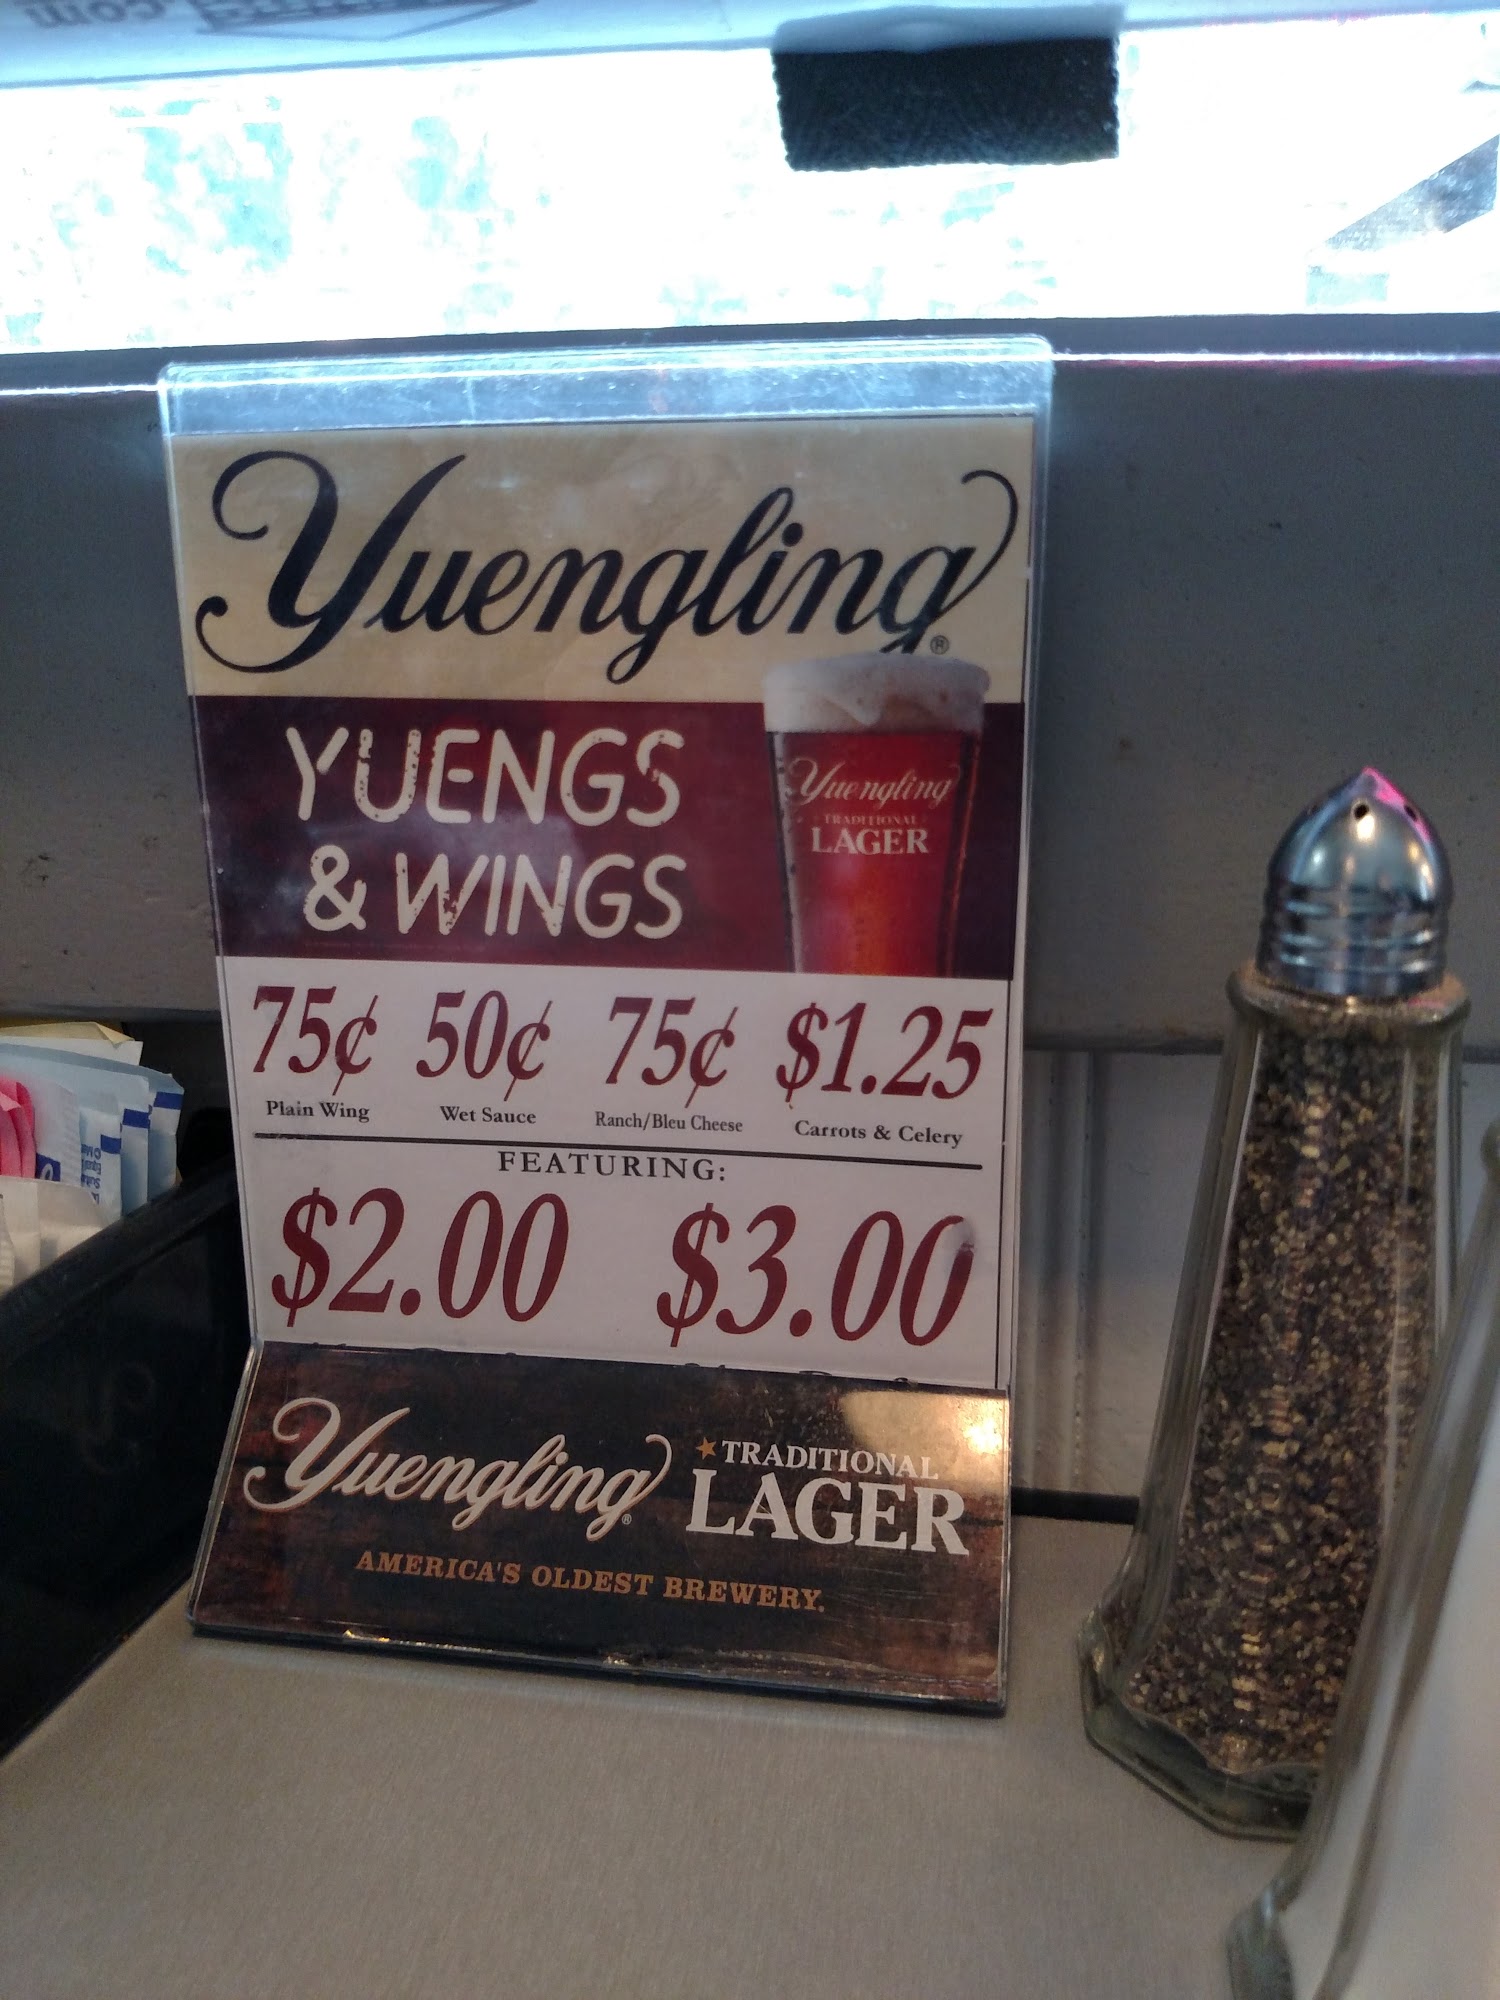 Yuengling®
YUENGS
& WINGS
Yuengling
TRADITIONAL
LAGER
75¢ 50¢ 75¢ $1.25
Plain Wing Wet Sauce Ranch/Bleu Cheese Carrots & Celery
FEATURING:
$2.00 $3.00
Yuengling® TRADITIONAL
LAGER
AMERICA'S OLDEST BREWERY.